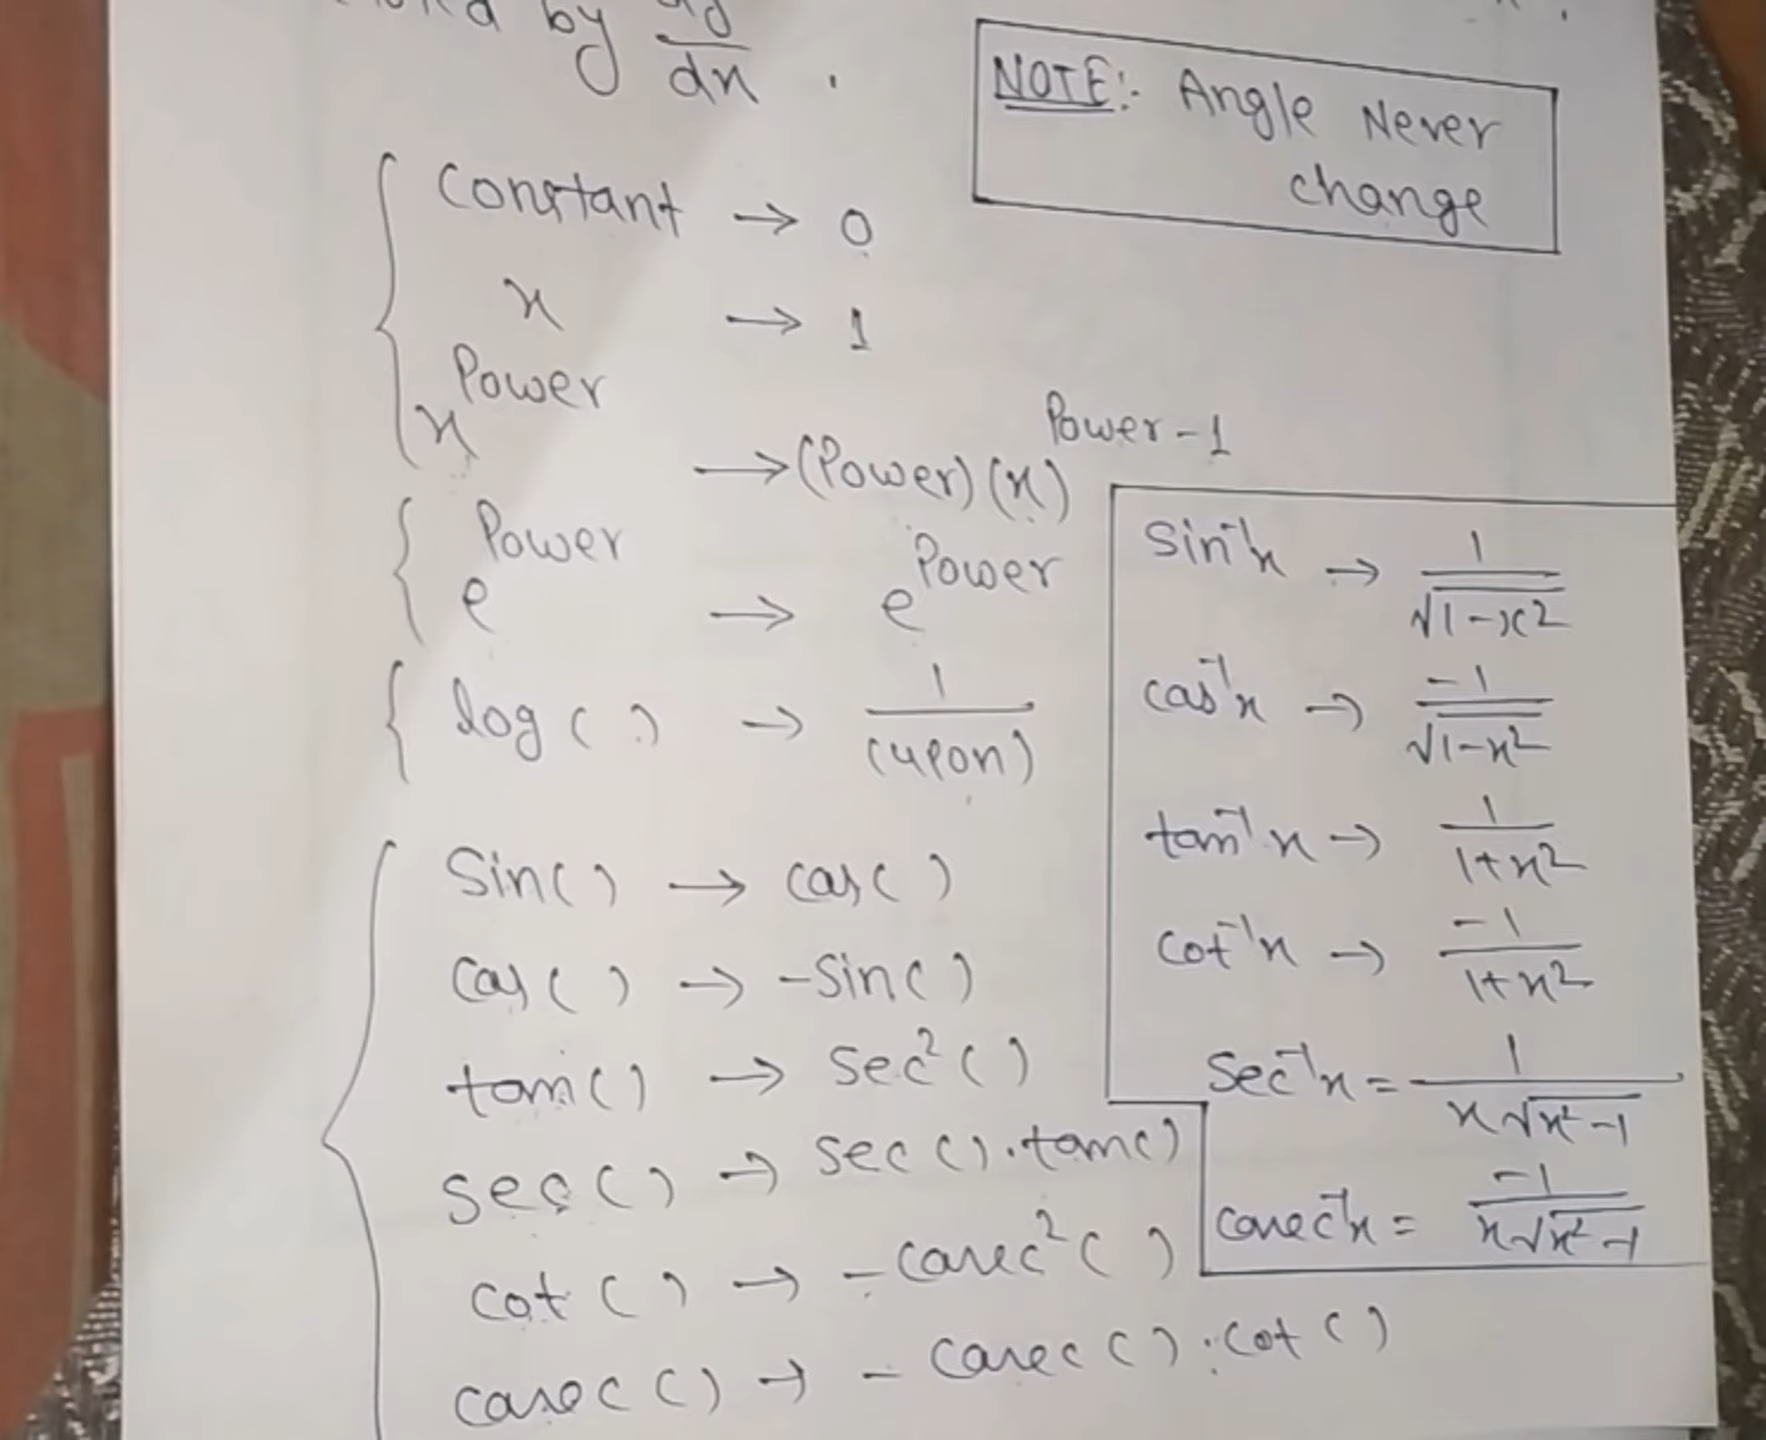 by dy/dx .
NOTE:- Angle Never
change
Constant → 0
x → 1
x^Power → (Power)(x)^Power-1
e^Power → e^Power
log ( ) → 1/(upon)
Sin( ) → cos( )
cos( ) → -Sin( )
tan( ) → Sec²( )
sec( ) → sec( ).tan( )
cot ( ) → -cosec²( )
cosec ( ) → - cosec ( ).cot ( )
Sin⁻¹x → 1/√1-x²
cos⁻¹x → -1/√1-x²
tan⁻¹x → 1/1+x²
cot⁻¹x → -1/1+x²
Sec⁻¹x = 1/x√x²-1
cosec⁻¹x = -1/x√x²-1